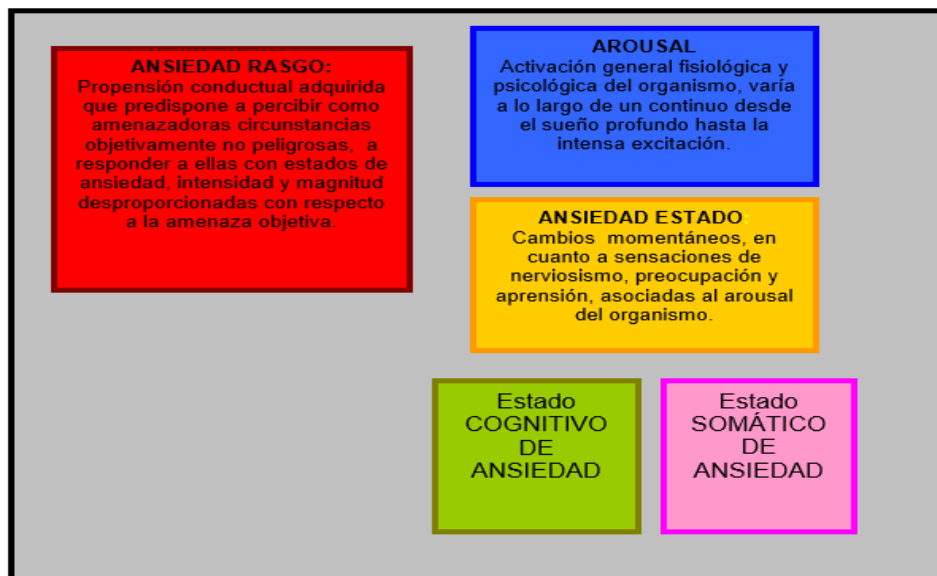 ANSIEDAD RASGO:
Propensión conductual adquirida
que predispone a percibir como
amenazadoras circunstancias
objetivamente no peligrosas,  a
responder a ellas con estados de
ansiedad, intensidad y magnitud
desproporcionadas con respecto
a la amenaza objetiva.
AROUSAL
Activación general fisiológica y
psicológica del organismo, varía
a lo largo de un continuo desde
el sueño profundo hasta la
intensa excitación.
ANSIEDAD ESTADO:
Cambios  momentáneos, en
cuanto a sensaciones de
nerviosismo, preocupación y
aprensión, asociadas al arousal
del organismo.
Estado
COGNITIVO
DE
ANSIEDAD
Estado
SOMÁTICO
DE
ANSIEDAD